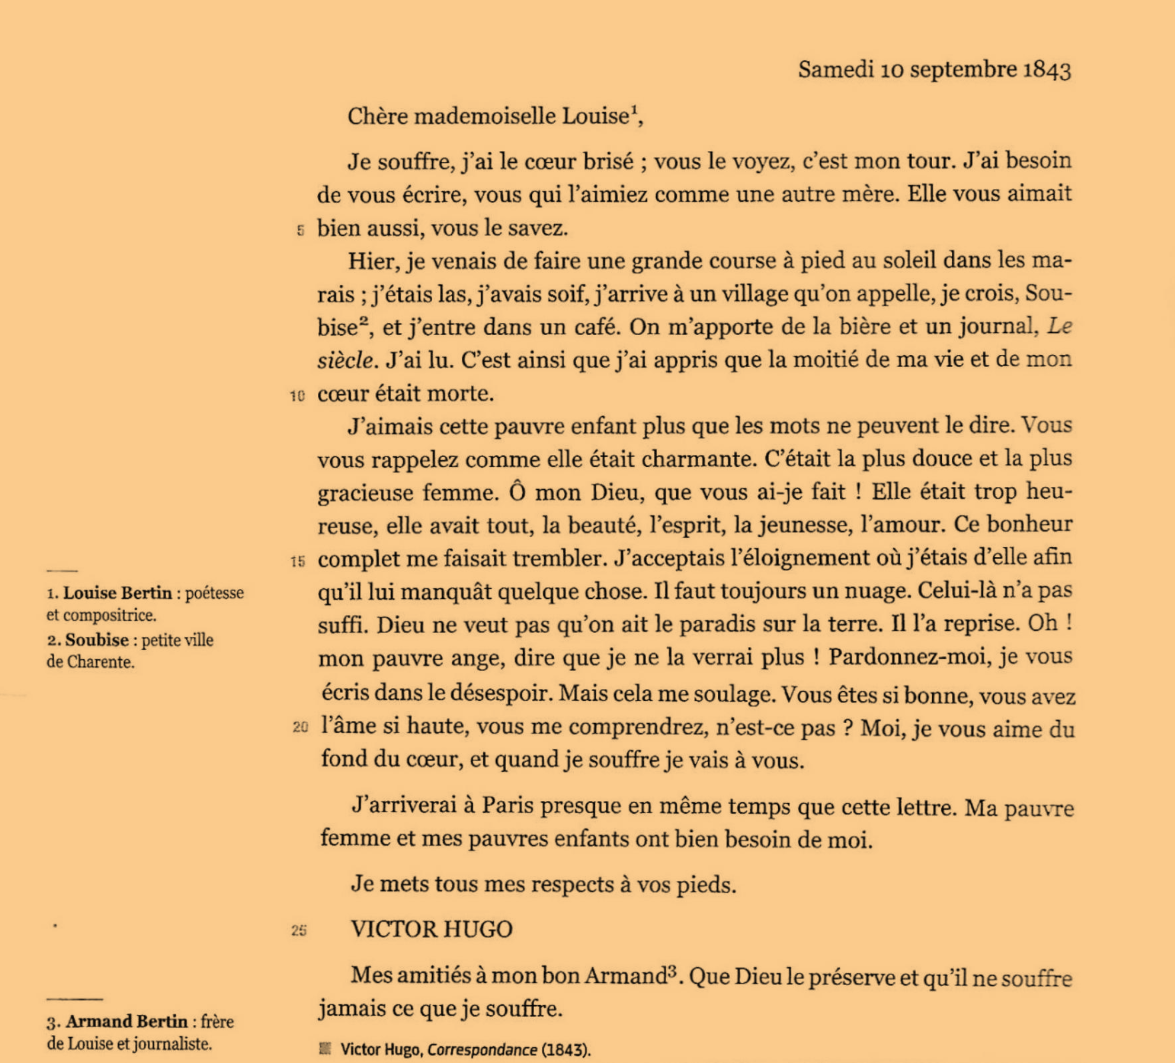 Samedi 10 septembre 1843
Chère mademoiselle Louise¹,
Je souffre, j'ai le cœur brisé ; vous le voyez, c'est mon tour. J'ai besoin
de vous écrire, vous qui l'aimiez comme une autre mère. Elle vous aimait
5 bien aussi, vous le savez.
Hier, je venais de faire une grande course à pied au soleil dans les ma-
rais ; j'étais las, j'avais soif, j'arrive à un village qu'on appelle, je crois, Sou-
bise², et j'entre dans un café. On m'apporte de la bière et un journal, Le
siècle. J'ai lu. C'est ainsi que j'ai appris que la moitié de ma vie et de mon
10 cœur était morte.
J'aimais cette pauvre enfant plus que les mots ne peuvent le dire. Vous
vous rappelez comme elle était charmante. C'était la plus douce et la plus
gracieuse femme. Ô mon Dieu, que vous ai-je fait ! Elle était trop heu-
reuse, elle avait tout, la beauté, l'esprit, la jeunesse, l'amour. Ce bonheur
15 complet me faisait trembler. J'acceptais l'éloignement où j'étais d'elle afin
qu'il lui manquât quelque chose. Il faut toujours un nuage. Celui-là n'a pas
suffi. Dieu ne veut pas qu'on ait le paradis sur la terre. Il l'a reprise. Oh !
mon pauvre ange, dire que je ne la verrai plus ! Pardonnez-moi, je vous
écris dans le désespoir. Mais cela me soulage. Vous êtes si bonne, vous avez
20 l'âme si haute, vous me comprendrez, n'est-ce pas ? Moi, je vous aime du
fond du cœur, et quand je souffre je vais à vous.
J'arriverai à Paris presque en même temps que cette lettre. Ma pauvre
femme et mes pauvres enfants ont bien besoin de moi.
Je mets tous mes respects à vos pieds.
25 VICTOR HUGO
Mes amitiés à mon bon Armand³. Que Dieu le préserve et qu'il ne souffre
jamais ce que je souffre.
Victor Hugo, Correspondance (1843).
1. Louise Bertin : poétesse
et compositrice.
2. Soubise : petite ville
de Charente.
3. Armand Bertin : frère
de Louise et journaliste.